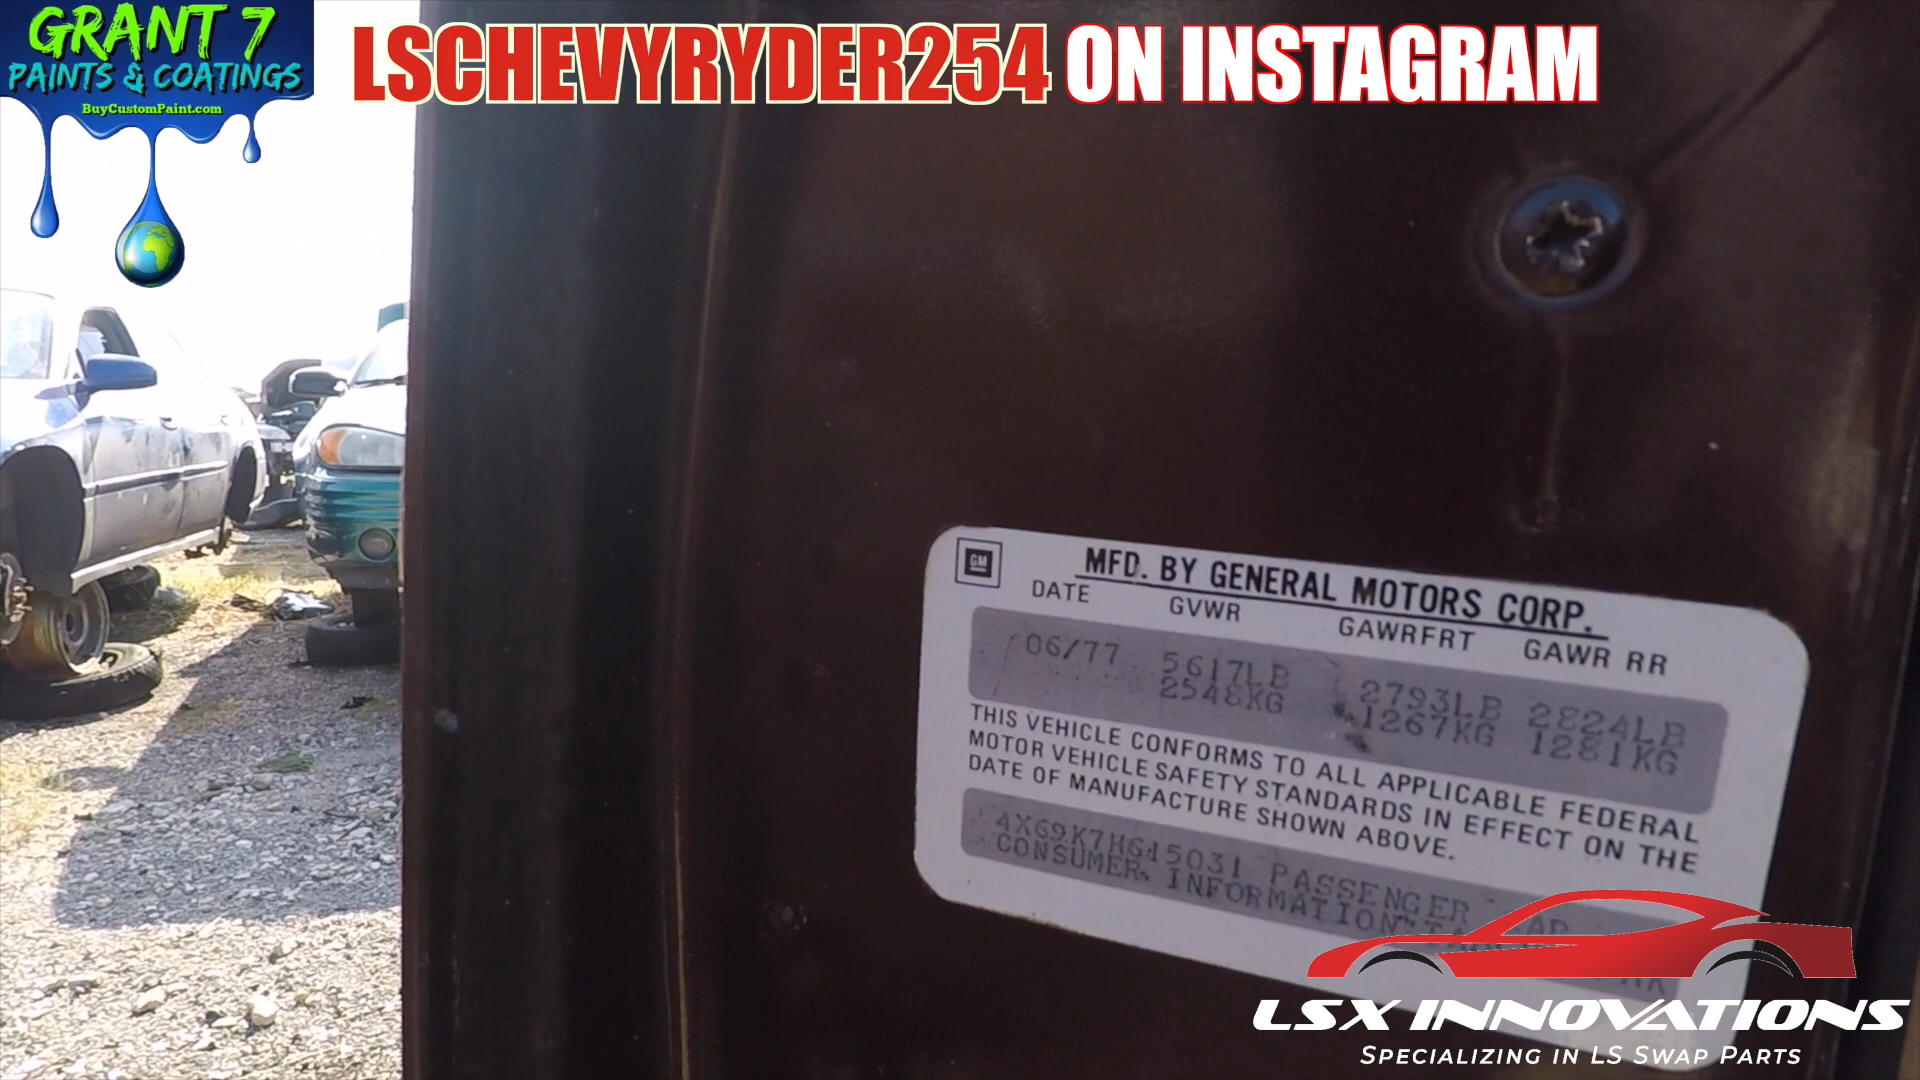 GRANT 7
PAINTS & COATINGS
BuyCustomPaint.com
LSCHEVYRYDER254 ON INSTAGRAM
GM
MFD. BY GENERAL MOTORS CORP.
DATE GVWR GAWRFRT GAWR RR
06/77 5617LB 2793LB 2824LB
2548KG 1267KG 1281KG
THIS VEHICLE CONFORMS TO ALL APPLICABLE FEDERAL
MOTOR VEHICLE SAFETY STANDARDS IN EFFECT ON THE
DATE OF MANUFACTURE SHOWN ABOVE.
4X69K7H615031 PASSENGER
CONSUMER INFORMATION
LSX INNOVATIONS
SPECIALIZING IN LS SWAP PARTS